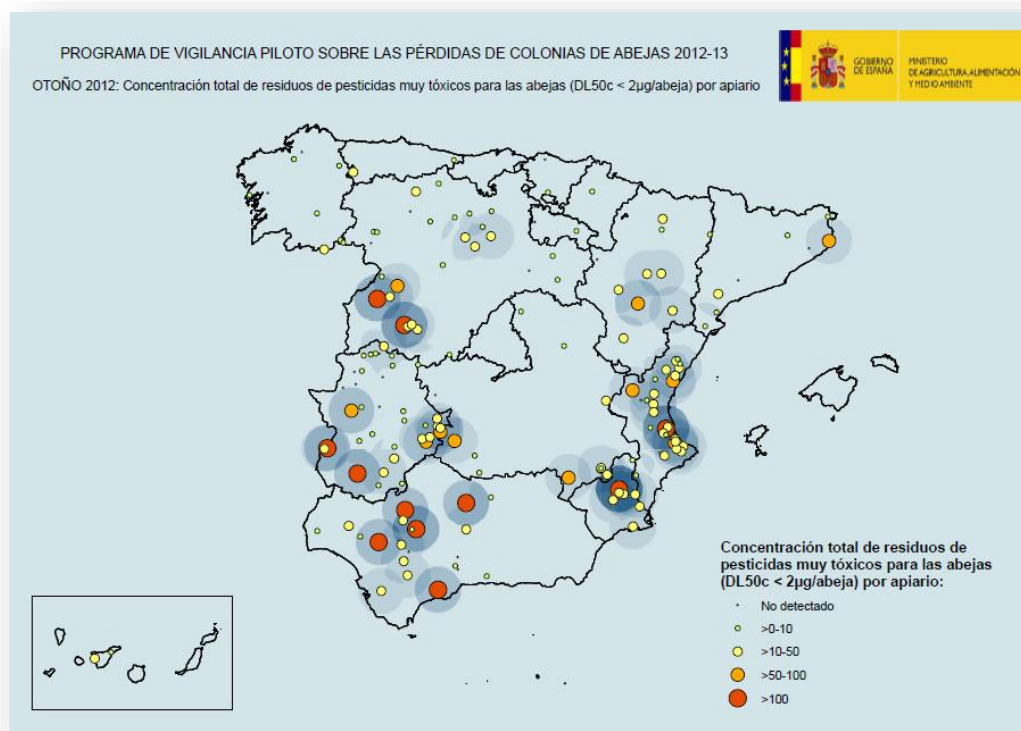 PROGRAMA DE VIGILANCIA PILOTO SOBRE LAS PÉRDIDAS DE COLONIAS DE ABEJAS 2012-13
OTOÑO 2012: Concentración total de residuos de pesticidas muy tóxicos para las abejas (DL50c < 2µg/abeja) por apiario
GOBIERNO
DE ESPAÑA
MINISTERIO
DE AGRICULTURA, ALIMENTACIÓN
Y MEDIO AMBIENTE
Concentración total de residuos de
pesticidas muy tóxicos para las abejas
(DL50c < 2µg/abeja) por apiario:
No detectado
>0-10
>10-50
>50-100
>100